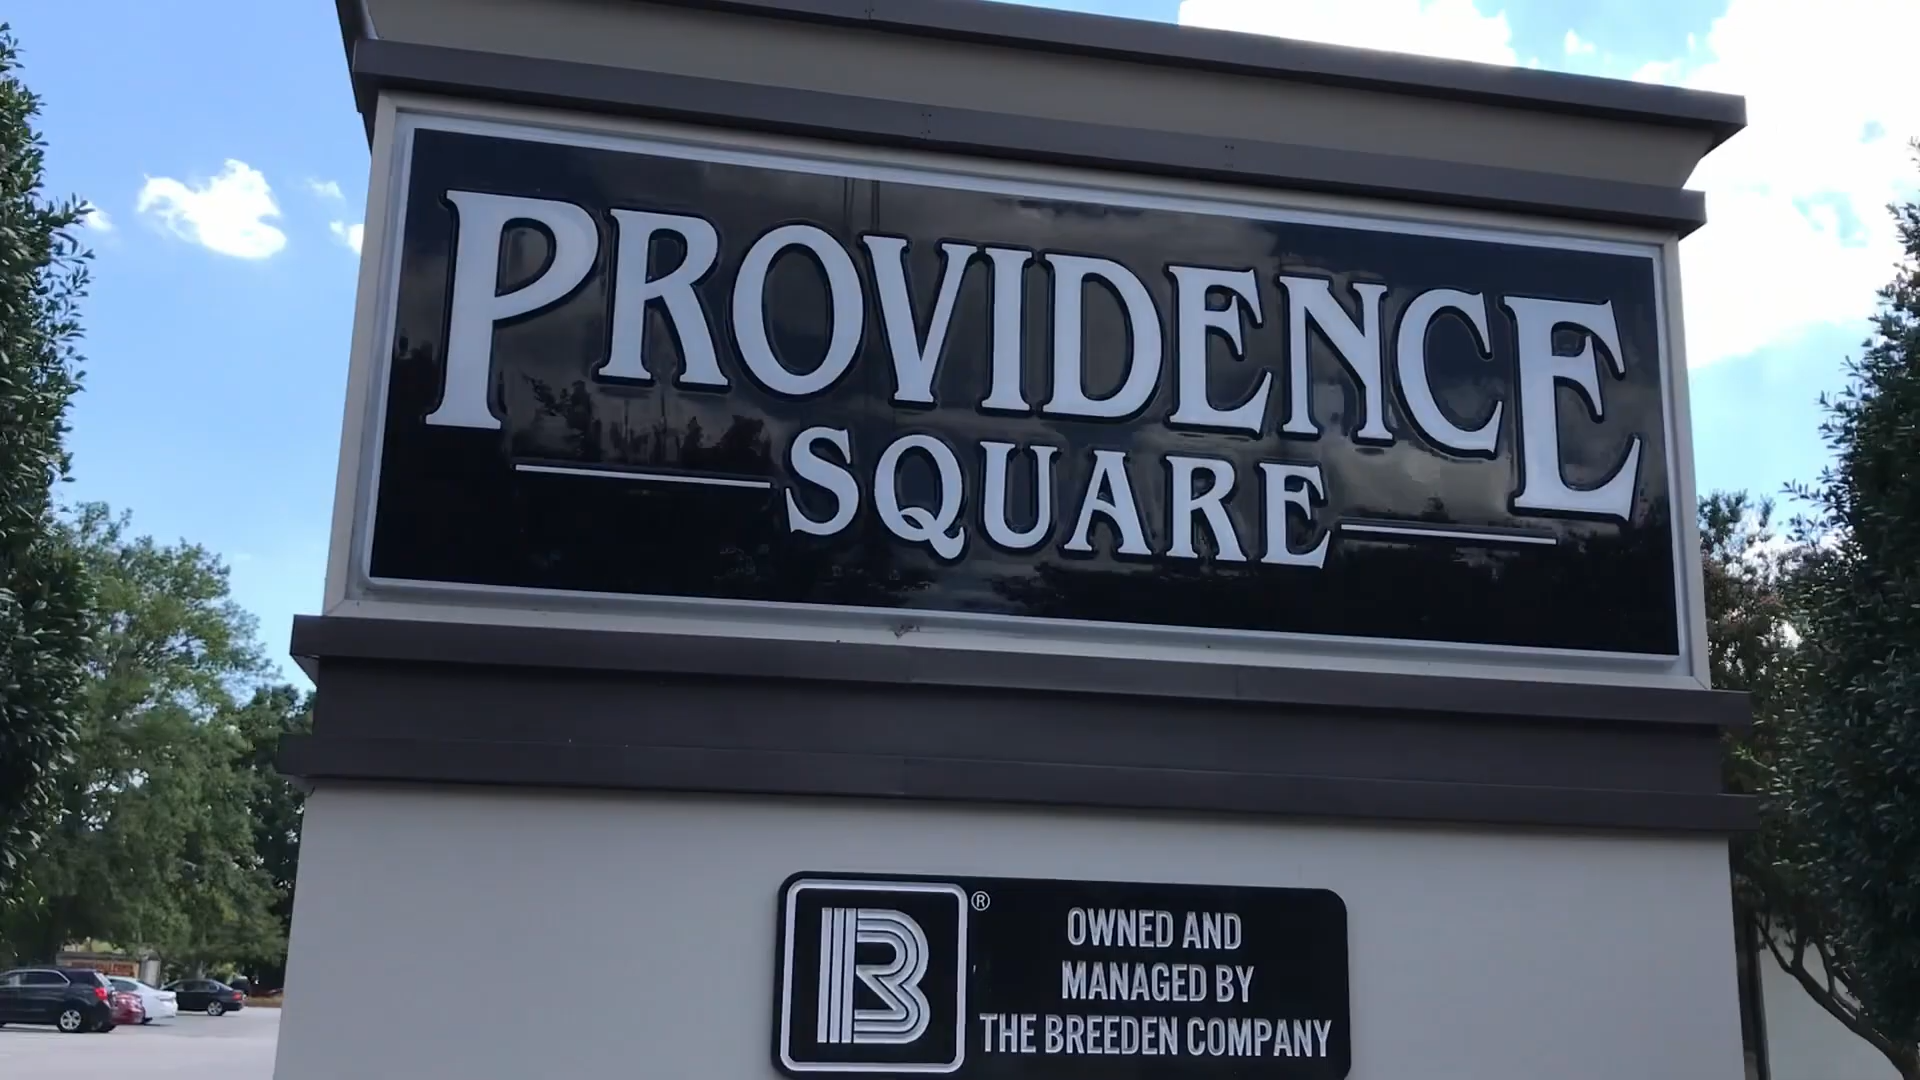 PROVIDENCE
SQUARE
B ®
OWNED AND
MANAGED BY
THE BREEDEN COMPANY